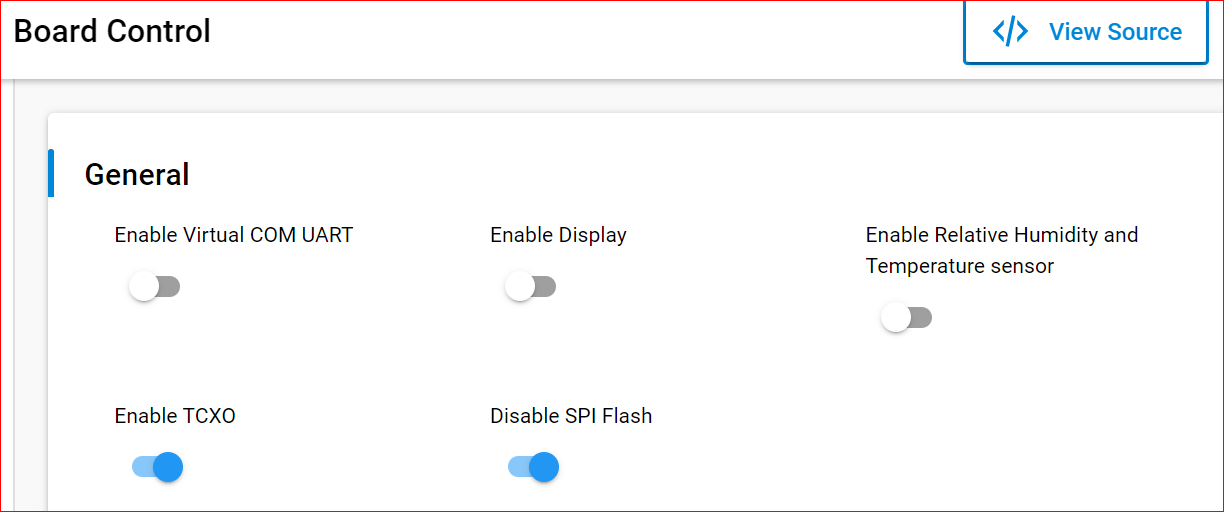 Board Control
</> View Source
General
Enable Virtual COM UART
Enable Display
Enable Relative Humidity and
Temperature sensor
Enable TCXO
Disable SPI Flash